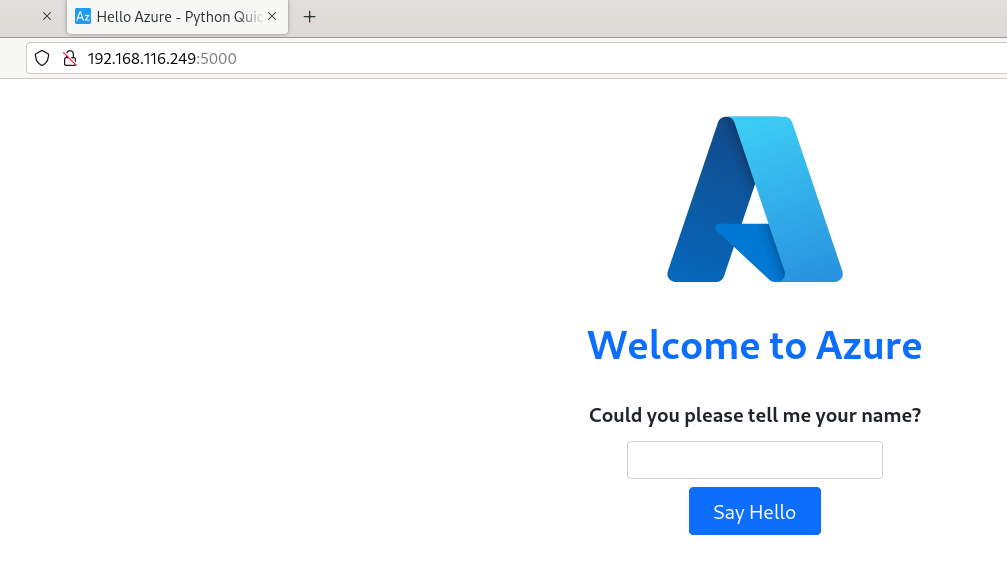 Hello Azure - Python Quic
192.168.116.249:5000
Welcome to Azure
Could you please tell me your name?
Say Hello